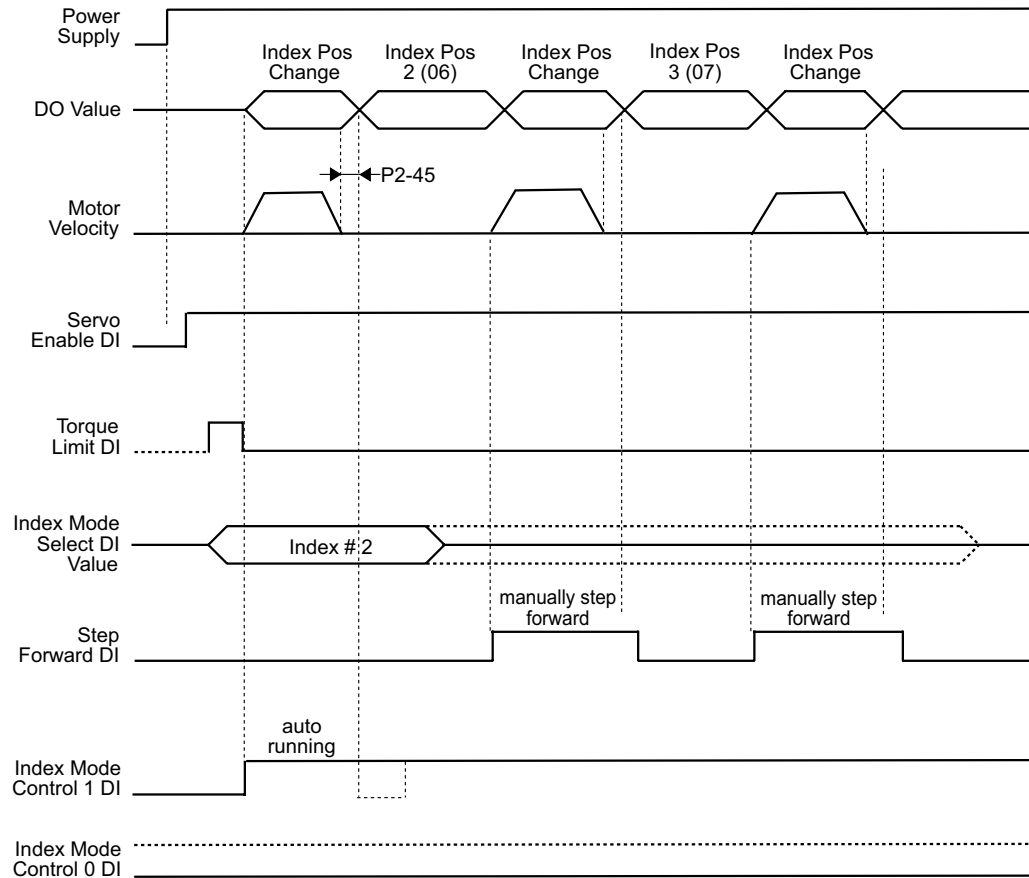 Power
Supply
Index Pos
Change
Index Pos
2 (06)
Index Pos
Change
Index Pos
3 (07)
Index Pos
Change
DO Value
P2-45
Motor
Velocity
Servo
Enable DI
Torque
Limit DI
Index Mode
Select DI
Value
Index # 2
manually step
forward
manually step
forward
Step
Forward DI
auto
running
Index Mode
Control 1 DI
Index Mode
Control 0 DI